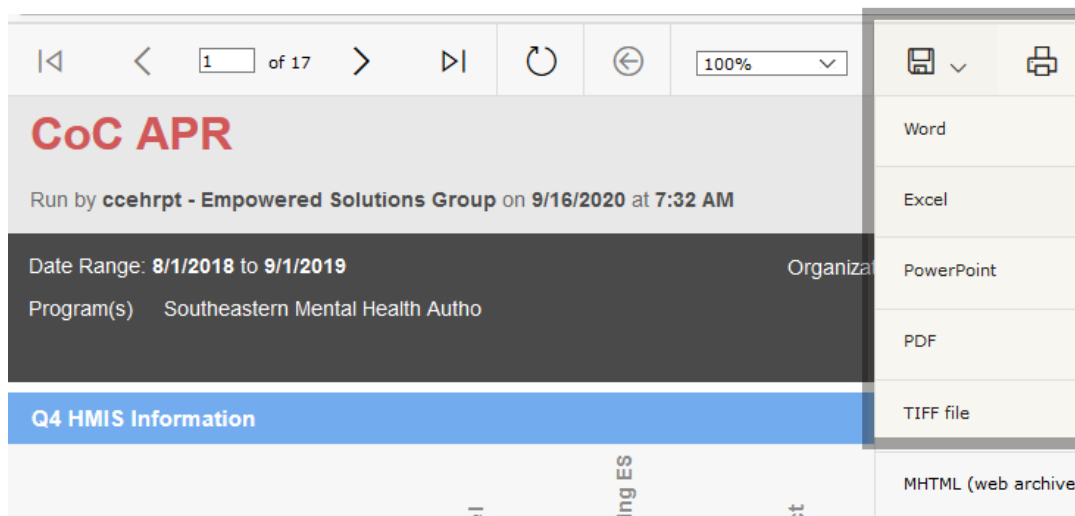 1 of 17
100%
CoC APR
Run by ccehrpt - Empowered Solutions Group on 9/16/2020 at 7:32 AM
Date Range: 8/1/2018 to 9/1/2019
Program(s) Southeastern Mental Health Autho
Q4 HMIS Information
Word
Excel
PowerPoint
PDF
TIFF file
MHTML (web archive
ES